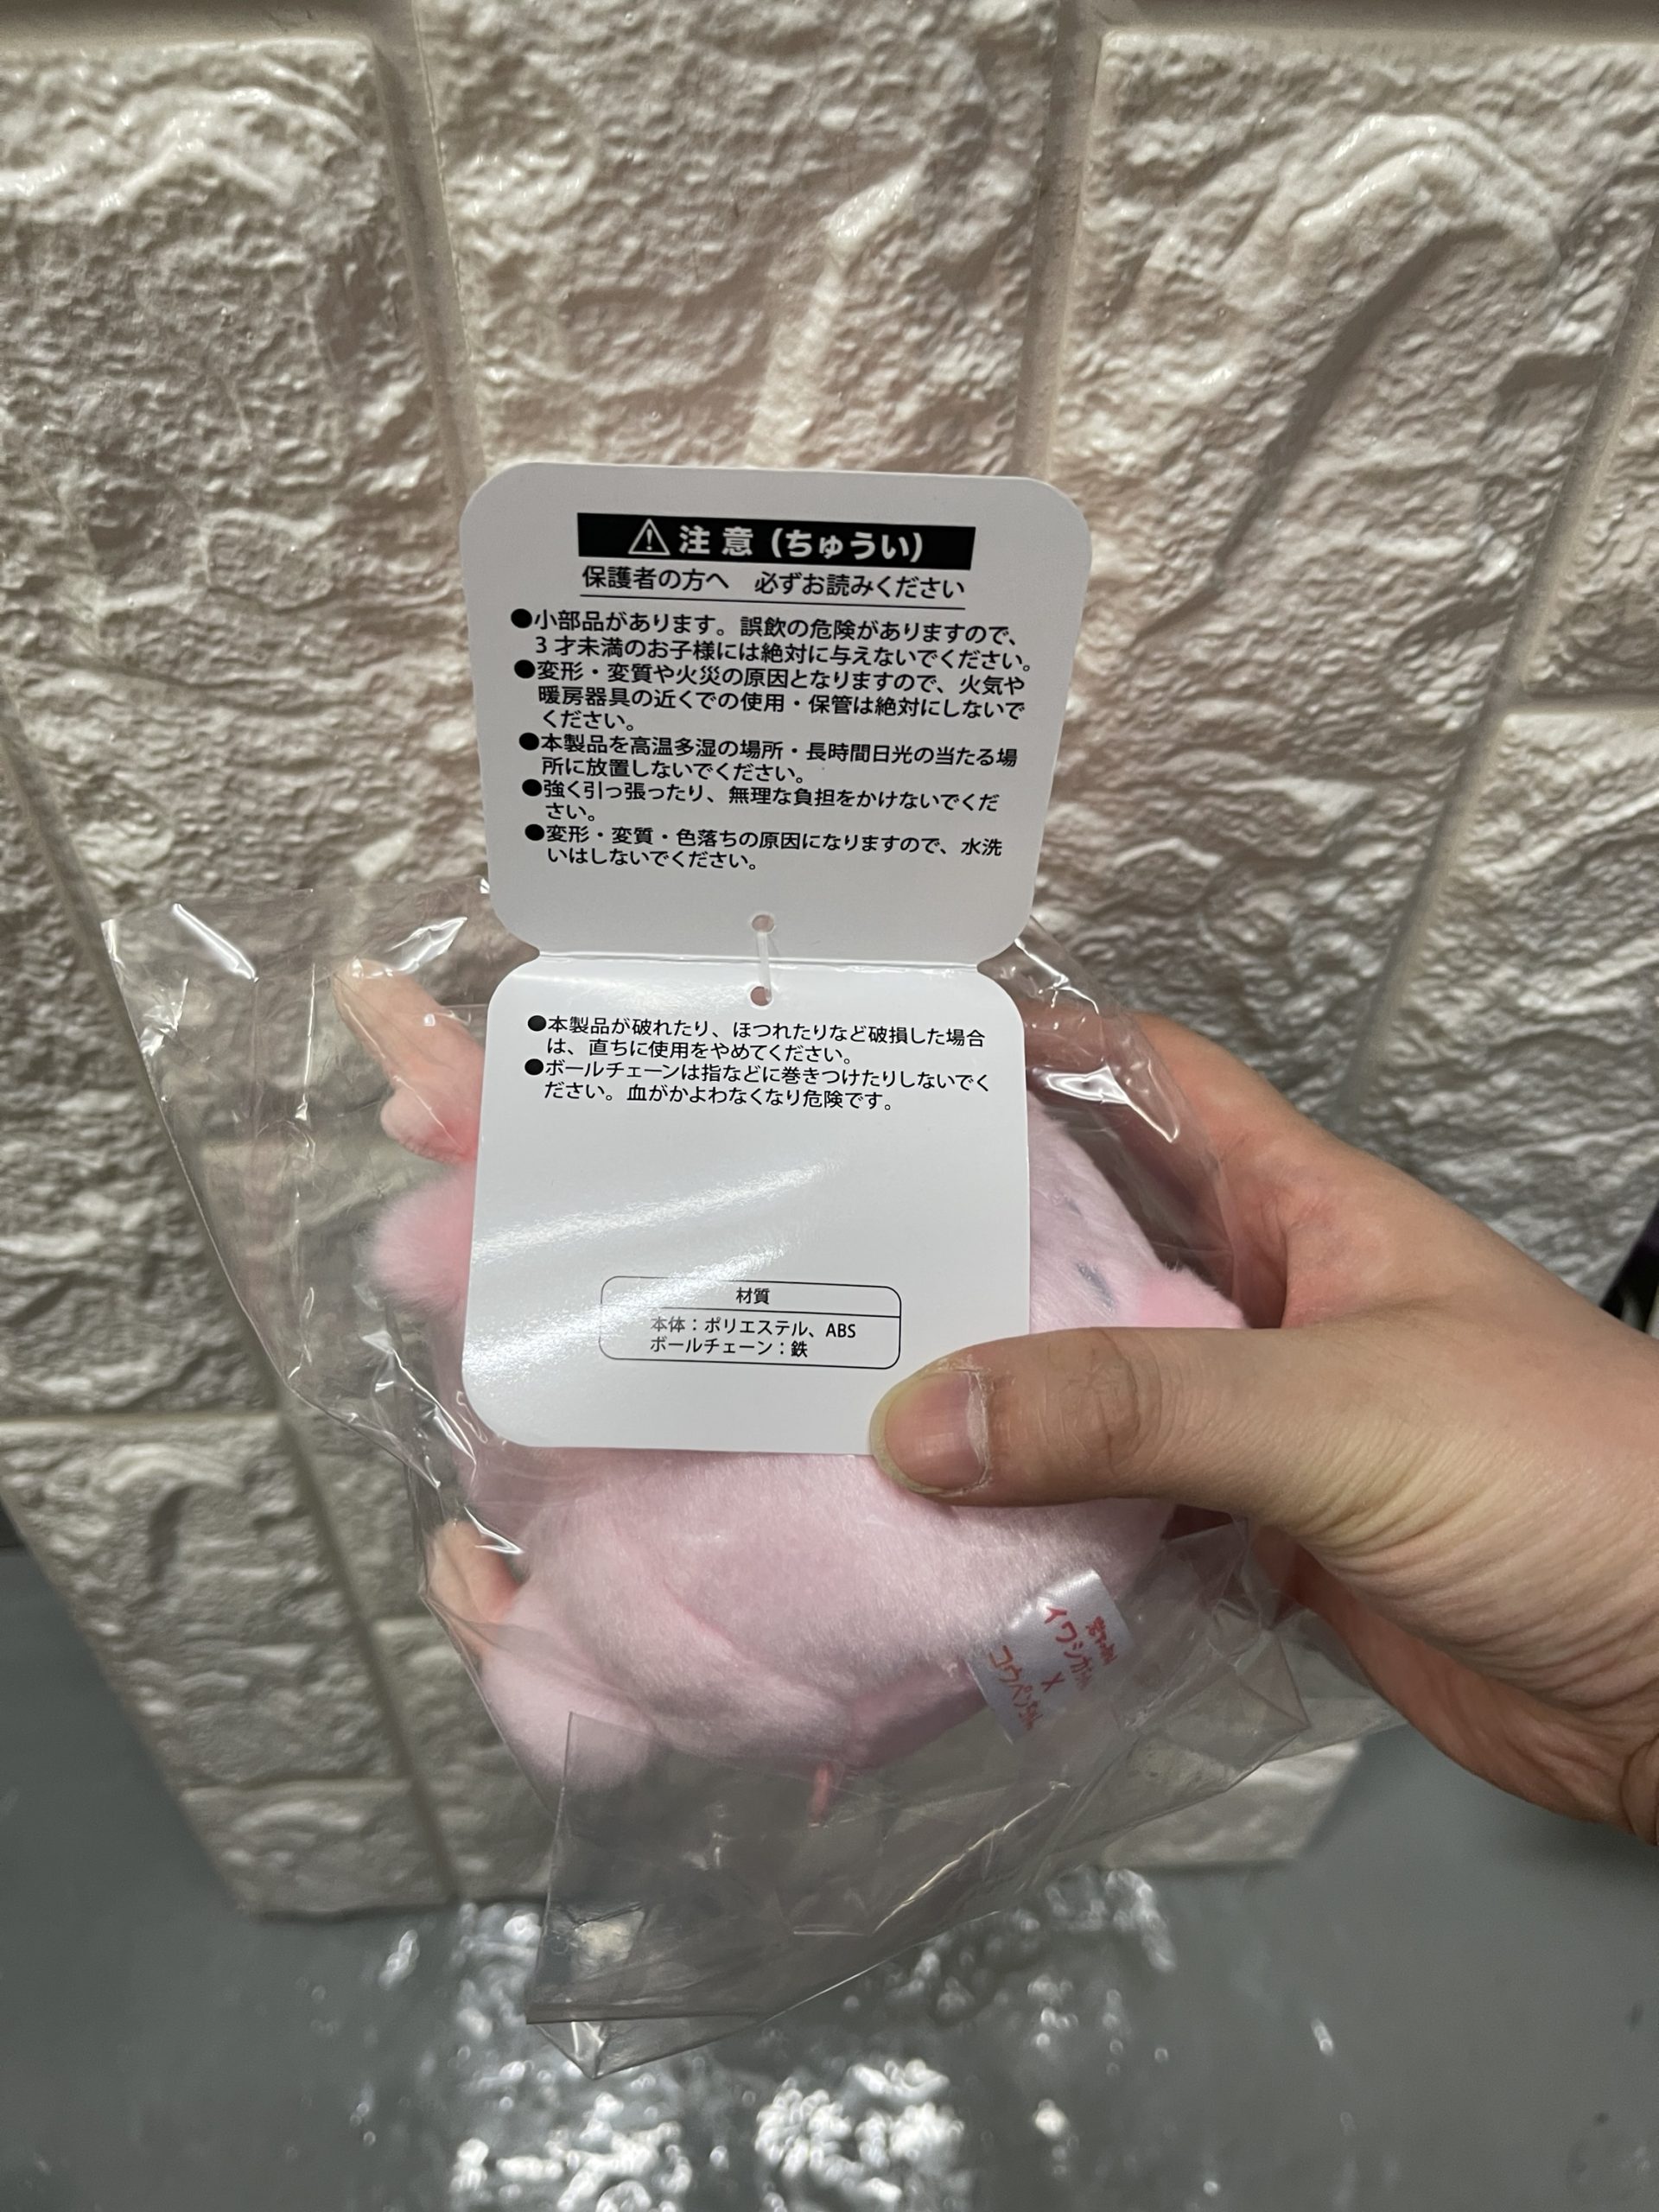 注意（ちゅうい）
保護者の方へ　必ずお読みください
●小部品があります。誤飲の危険がありますので、
３才未満のお子様には絶対に与えないでください。
●変形・変質や火災の原因となりますので、火気や
暖房器具の近くでの使用・保管は絶対にしないで
ください。
●本製品を高温多湿の場所・長時間日光の当たる場
所に放置しないでください。
●強く引っ張ったり、無理な負担をかけないでくだ
さい。
●変形・変質・色落ちの原因になりますので、水洗
いはしないでください。
●本製品が破れたり、ほつれたりなど破損した場合
は、直ちに使用をやめてください。
●ボールチェーンは指などに巻きつけたりしないでく
ださい。血がかよわなくなり危険です。
材質
本体：ポリエステル、ABS
ボールチェーン：鉄
×
コウペンちゃん